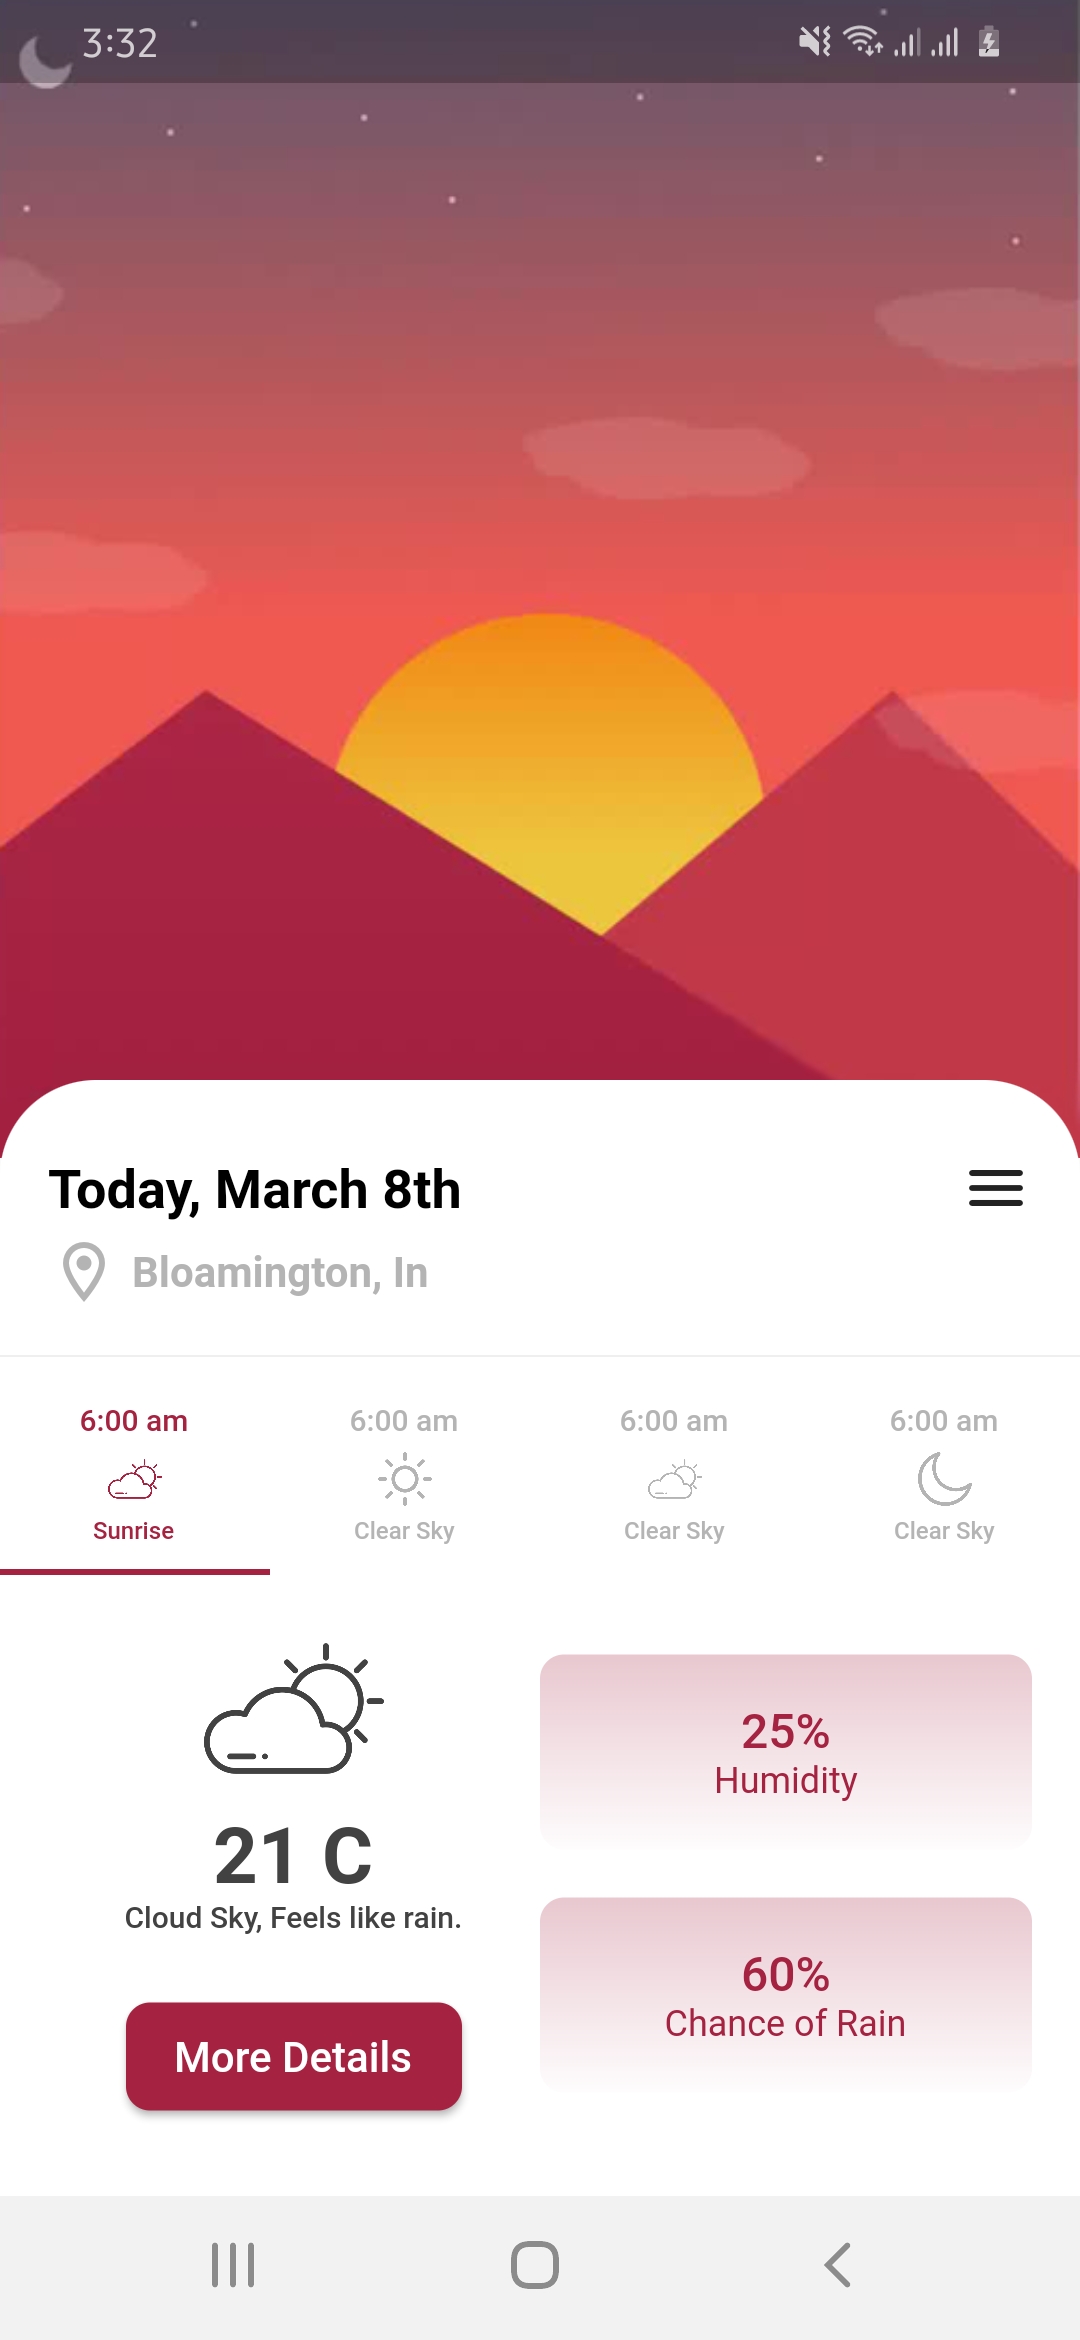 3:32
Today, March 8th
Bloamington, In
6:00 am 6:00 am 6:00 am 6:00 am
Sunrise Clear Sky Clear Sky Clear Sky
25%
Humidity
21 C
Cloud Sky, Feels like rain.
60%
Chance of Rain
More Details